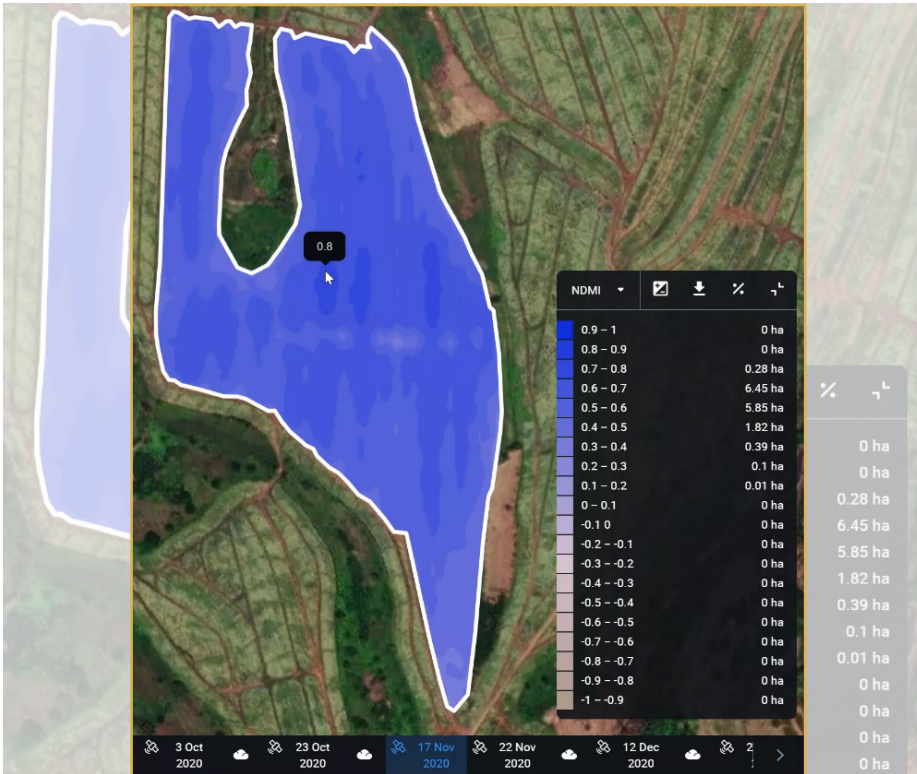 0.8
NDMI
0.9 – 1 0 ha
0.8 – 0.9 0 ha
0.7 – 0.8 0.28 ha
0.6 – 0.7 6.45 ha
0.5 – 0.6 5.85 ha
0.4 – 0.5 1.82 ha
0.3 – 0.4 0.39 ha
0.2 – 0.3 0.1 ha
0.1 – 0.2 0.01 ha
0 – 0.1 0 ha
-0.1 0 0 ha
-0.2 – -0.1 0 ha
-0.3 – -0.2 0 ha
-0.4 – -0.3 0 ha
-0.5 – -0.4 0 ha
-0.6 – -0.5 0 ha
-0.7 – -0.6 0 ha
-0.8 – -0.7 0 ha
-0.9 – -0.8 0 ha
-1 – -0.9 0 ha
0 ha
0 ha
0.28 ha
6.45 ha
5.85 ha
1.82 ha
0.39 ha
0.1 ha
0.01 ha
0 ha
0 ha
0 ha
0 ha
3 Oct 23 Oct 17 Nov 22 Nov 12 Dec 2
2020 2020 2020 2020 2020